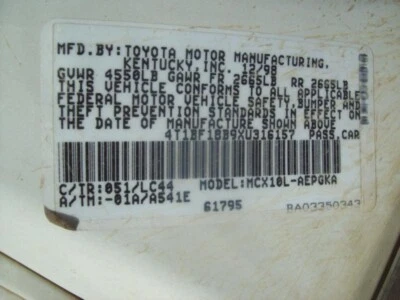 MFD.BY:TOYOTA MOTOR MANUFACTURING,
KENTUCKY,INC. 12/98
GVWR 4550LB GAWR FR 2665LB RR 2665LB
THIS VEHICLE CONFORMS TO ALL APPLICABLE
FEDERAL MOTOR VEHICLE SAFETY,BUMPER,AND
THEFT PREVENTION STANDARDS IN EFFECT ON
THE DATE OF MANUFACTURE SHOWN ABOVE.
4T1BF18B9XU316157 PASS.CAR
C/TR:051/LC44 MODEL:MCX10L-AEPGKA
A/TM:-01A/A541E 61795 RA03350343